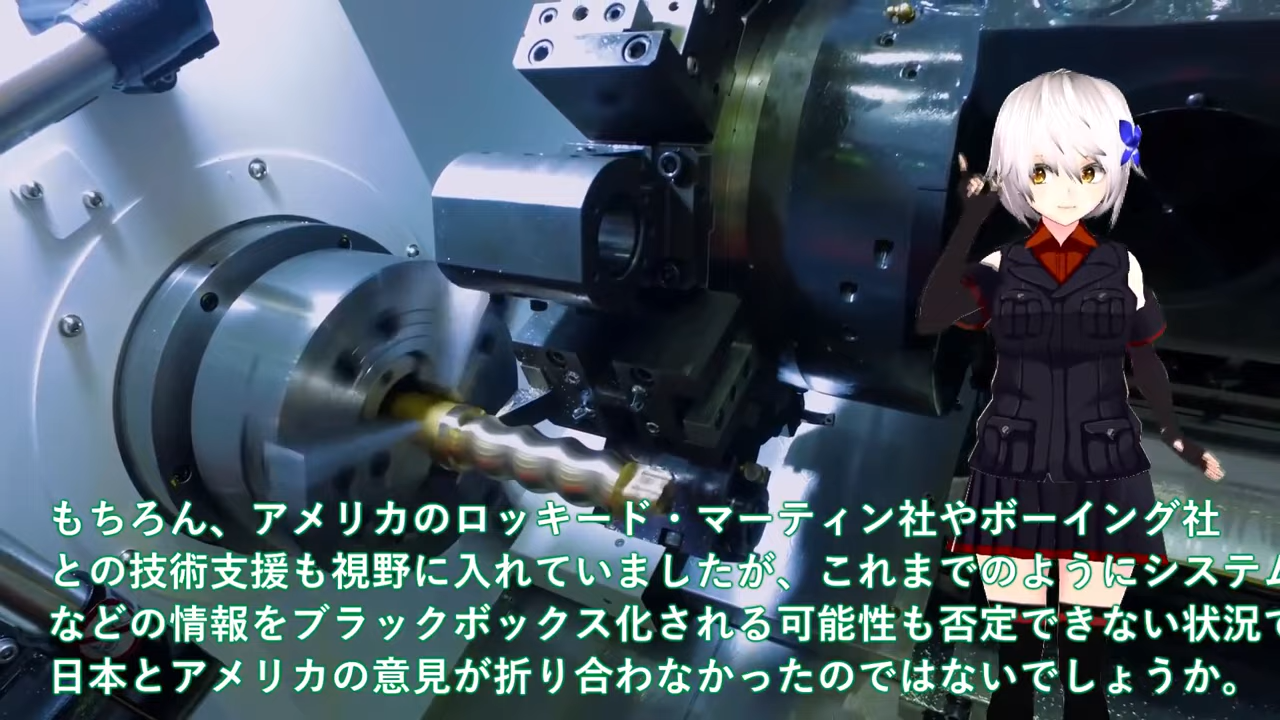 もちろん、アメリカのロッキード・マーティン社やボーイング社
との技術支援も視野に入れていましたが、これまでのようにシステム
などの情報をブラックボックス化される可能性も否定できない状況で
日本とアメリカの意見が折り合わなかったのではないでしょうか。